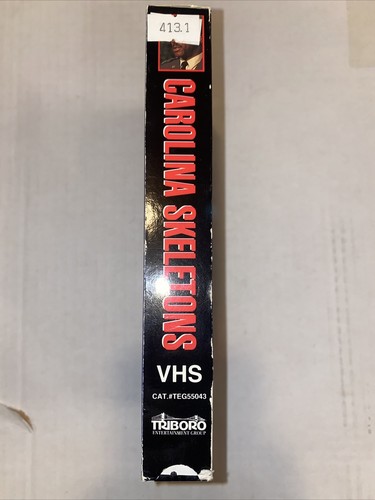 413.1
CAROLINA SKELETONS
VHS
CAT.#TEG55043
TRIBORO
ENTERTAINMENT GROUP